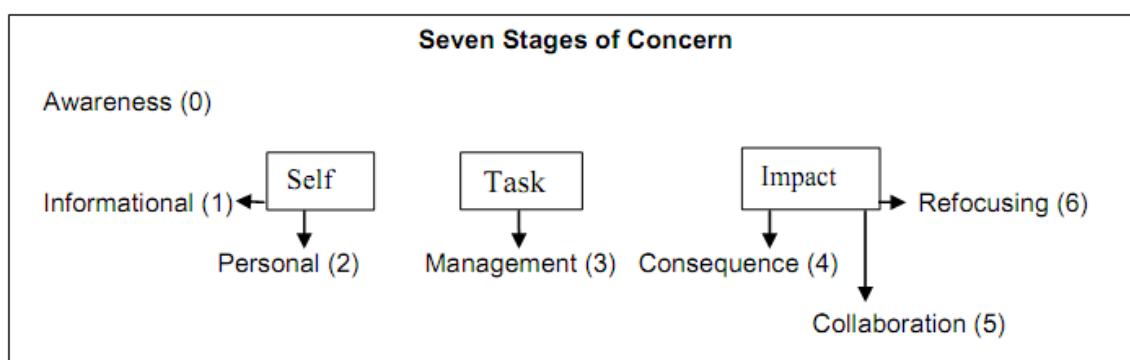 Seven Stages of Concern
Awareness (0)
Self
Task
Impact
Informational (1)
Refocusing (6)
Personal (2)
Management (3)
Consequence (4)
Collaboration (5)